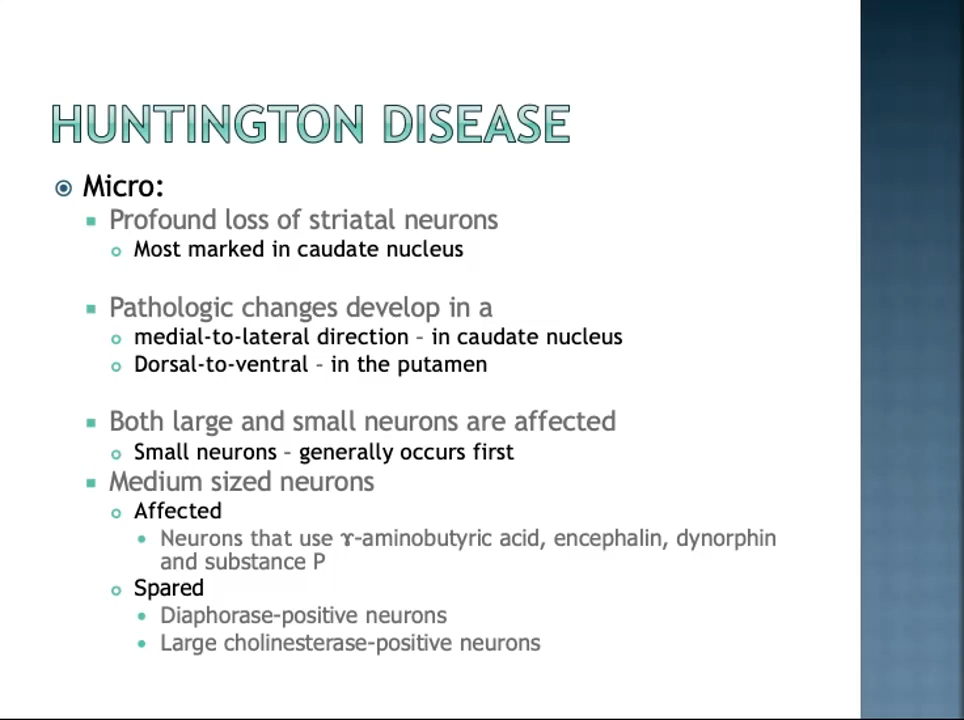 HUNTINGTON DISEASE
Micro:
Profound loss of striatal neurons
Most marked in caudate nucleus
Pathologic changes develop in a
medial-to-lateral direction – in caudate nucleus
Dorsal-to-ventral – in the putamen
Both large and small neurons are affected
Small neurons – generally occurs first
Medium sized neurons
Affected
Neurons that use ɤ-aminobutyric acid, encephalin, dynorphin
and substance P
Spared
Diaphorase-positive neurons
Large cholinesterase-positive neurons